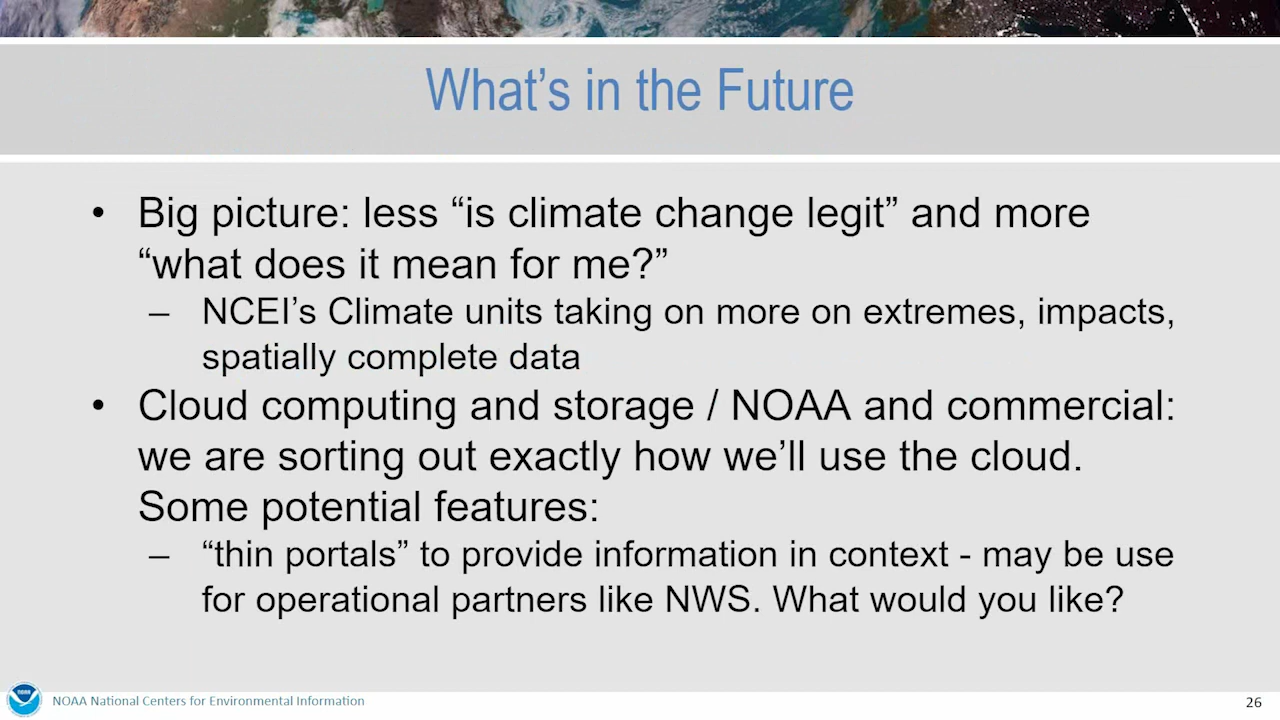 What’s in the Future
• Big picture: less “is climate change legit” and more
“what does it mean for me?”
– NCEI’s Climate units taking on more on extremes, impacts,
spatially complete data
• Cloud computing and storage / NOAA and commercial:
we are sorting out exactly how we’ll use the cloud.
Some potential features:
– “thin portals” to provide information in context - may be use
for operational partners like NWS. What would you like?
NOAA
NOAA National Centers for Environmental Information
26